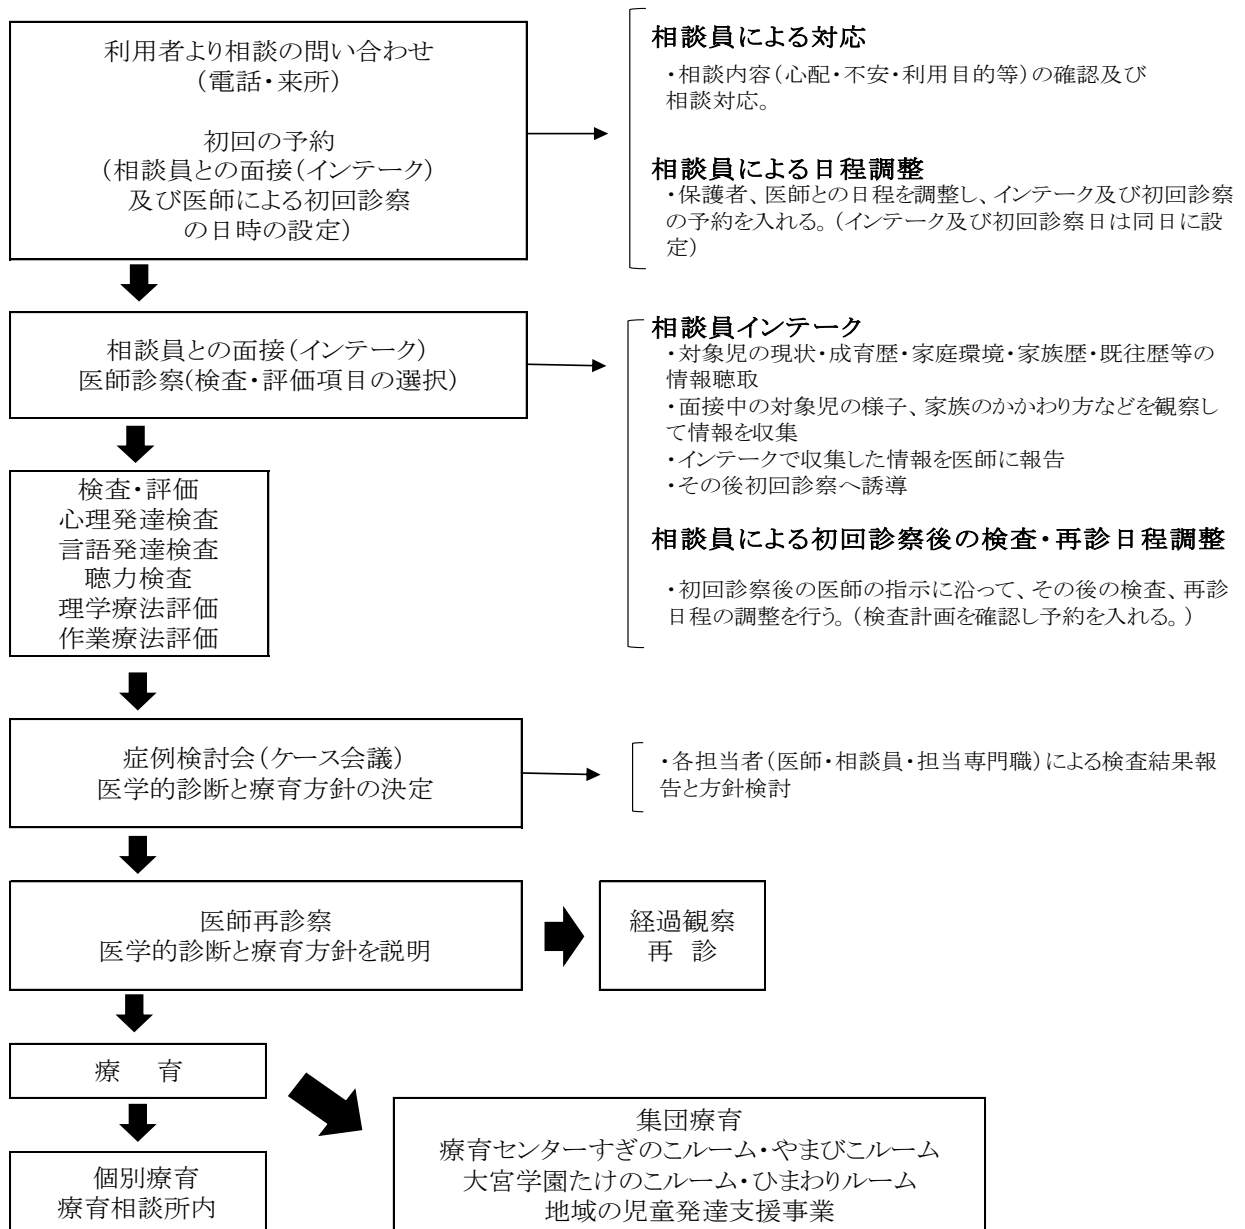 利用者より相談の問い合わせ
(電話・来所)
初回の予約
(相談員との面接(インテーク)
及び医師による初回診察
の日時の設定)
相談員による対応
・相談内容(心配・不安・利用目的等)の確認及び
相談対応。
相談員による日程調整
・保護者、医師との日程を調整し、インテーク及び初回診察
の予約を入れる。(インテーク及び初回診察日は同日に設
定)
相談員との面接(インテーク)
医師診察(検査・評価項目の選択)
相談員インテーク
・対象児の現状・成育歴・家庭環境・家族歴・既往歴等の
情報聴取
・面接中の対象児の様子、家族のかかわり方などを観察し
て情報を収集
・インテークで収集した情報を医師に報告
・その後初回診察へ誘導
相談員による初回診察後の検査・再診日程調整
・初回診察後の医師の指示に沿って、その後の検査、再診
日程の調整を行う。(検査計画を確認し予約を入れる。)
検査・評価
心理発達検査
言語発達検査
聴力検査
理学療法評価
作業療法評価
症例検討会(ケース会議)
医学的診断と療育方針の決定
・各担当者(医師・相談員・担当専門職)による検査結果報
告と方針検討
医師再診察
医学的診断と療育方針を説明
経過観察
再 診
療 育
個別療育
療育相談所内
集団療育
療育センターすぎのこルーム・やまびこルーム
大宮学園たけのこルーム・ひまわりルーム
地域の児童発達支援事業